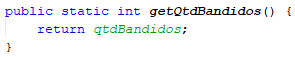 public static int getQtdBandidos() {
    return qtdBandidos;
}